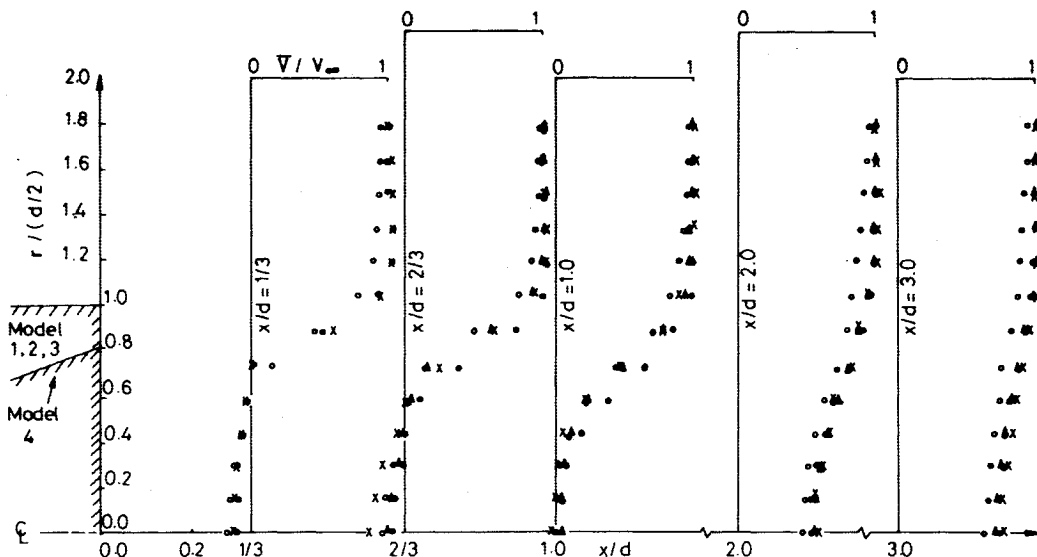 0 1 0 1
0 V̅/V∞ 1 0 1 0 1
2.0
1.8
1.6
1.4
1.2
1.0
0.8
0.6
0.4
0.2
0.0
r/(d/2)
x/d = 1/3
x/d = 2/3
x/d = 1.0
x/d = 2.0
x/d = 3.0
Model
1,2,3
Model
4
℄
0.0 0.2 1/3 2/3 1.0 x/d 2.0 3.0